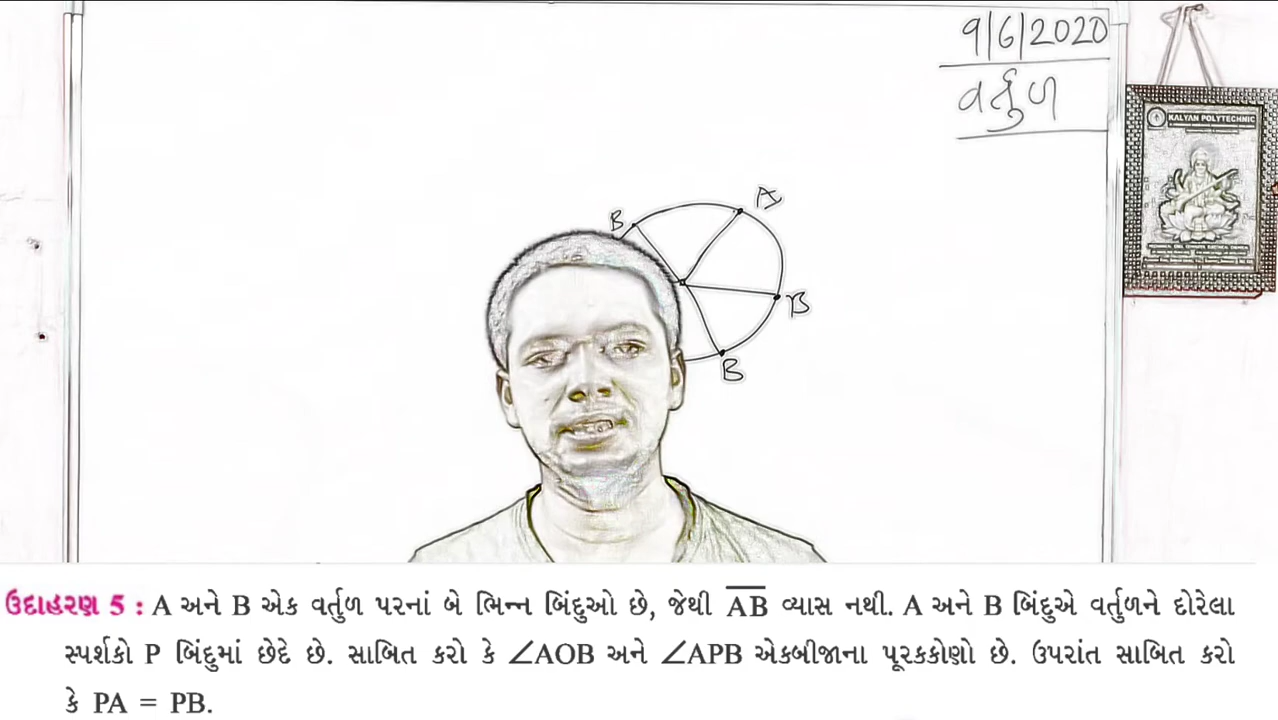 9/6/2020
વર્તુળ
KALYAN POLYTECHNIC
A
B
B
B
ઉદાહરણ 5 : A અને B એક વર્તુળ પરનાં બે ભિન્ન બિંદુઓ છે, જેથી AB વ્યાસ નથી. A અને B બિંદુએ વર્તુળને દોરેલા
સ્પર્શકો P બિંદુમાં છેદે છે. સાબિત કરો કે ∠AOB અને ∠APB એકબીજાના પૂરકકોણો છે. ઉપરાંત સાબિત કરો
કે PA = PB.